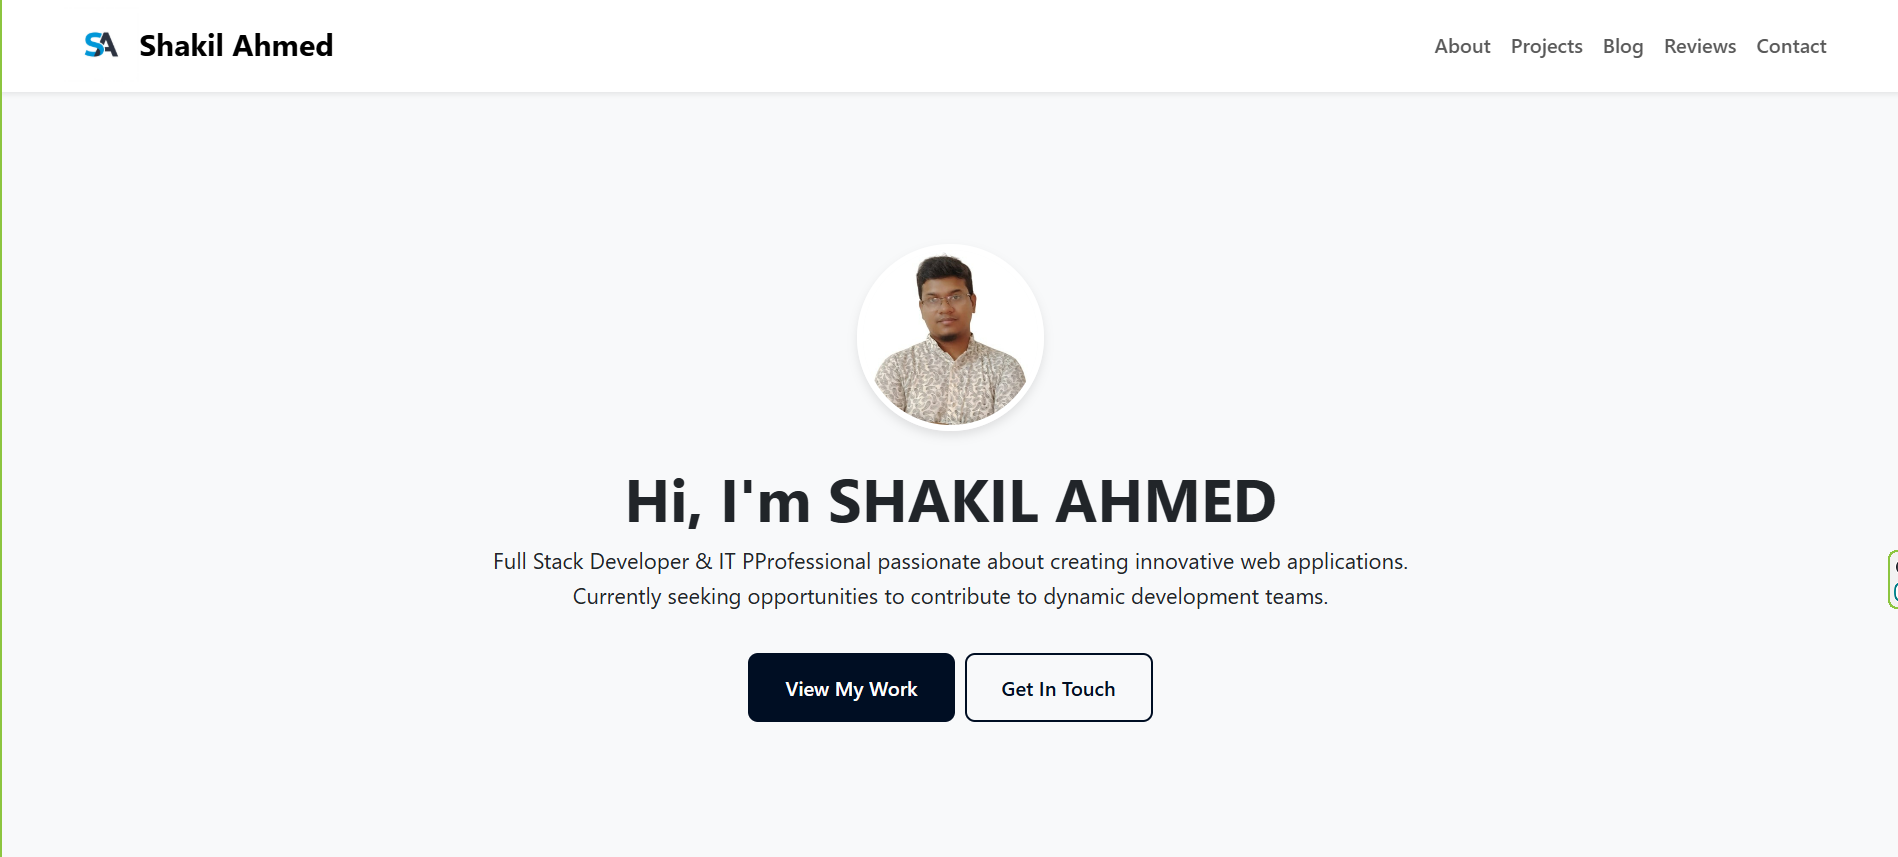 SA Shakil Ahmed
About Projects Blog Reviews Contact
Hi, I'm SHAKIL AHMED
Full Stack Developer & IT PProfessional passionate about creating innovative web applications.
Currently seeking opportunities to contribute to dynamic development teams.
View My Work
Get In Touch